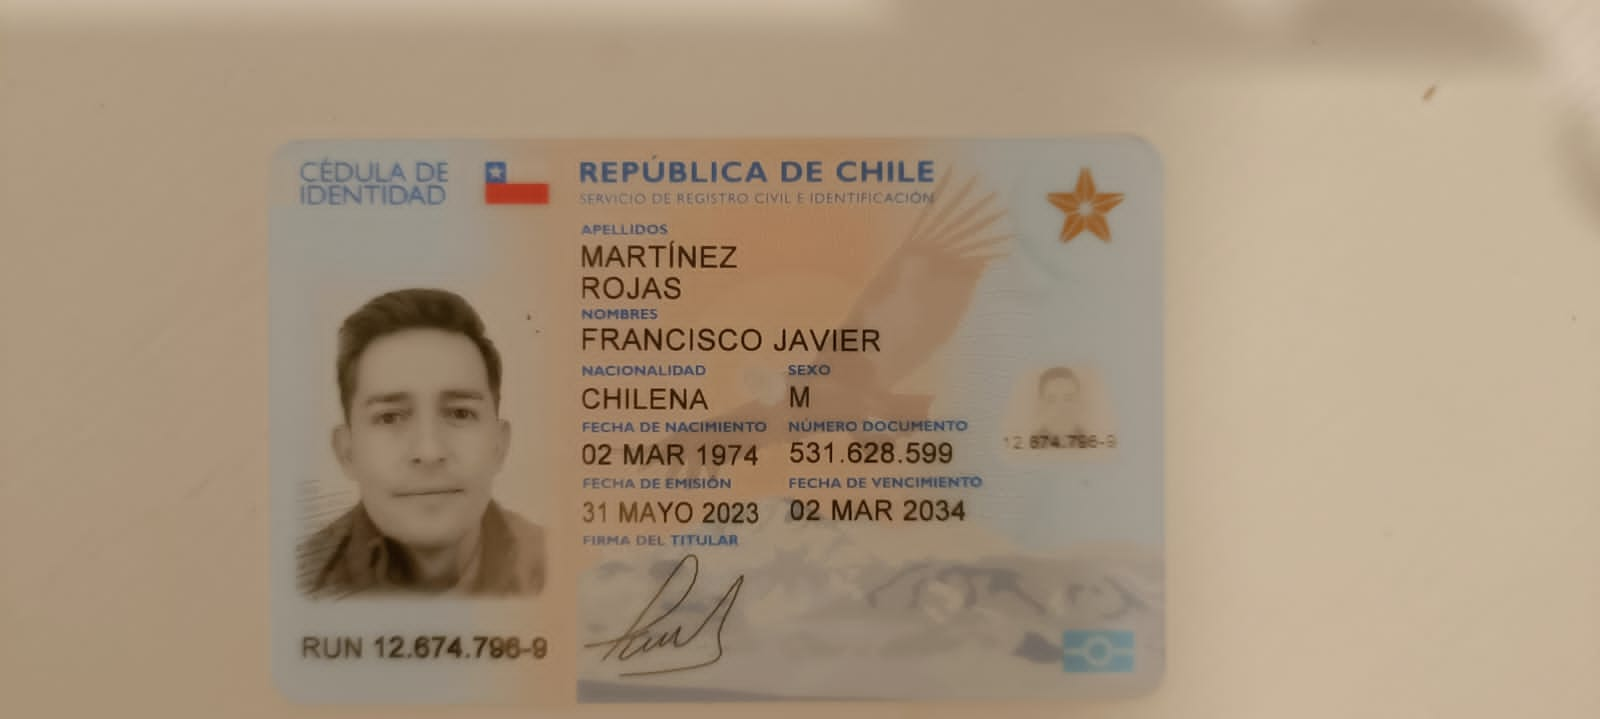 CÉDULA DE
IDENTIDAD
REPÚBLICA DE CHILE
SERVICIO DE REGISTRO CIVIL E IDENTIFICACIÓN
APELLIDOS
MARTÍNEZ
ROJAS
NOMBRES
FRANCISCO JAVIER
NACIONALIDAD SEXO
CHILENA M
FECHA DE NACIMIENTO NÚMERO DOCUMENTO
02 MAR 1974 531.628.599
12.674.796-9
FECHA DE EMISIÓN FECHA DE VENCIMIENTO
31 MAYO 2023 02 MAR 2034
FIRMA DEL TITULAR
RUN 12.674.796-9